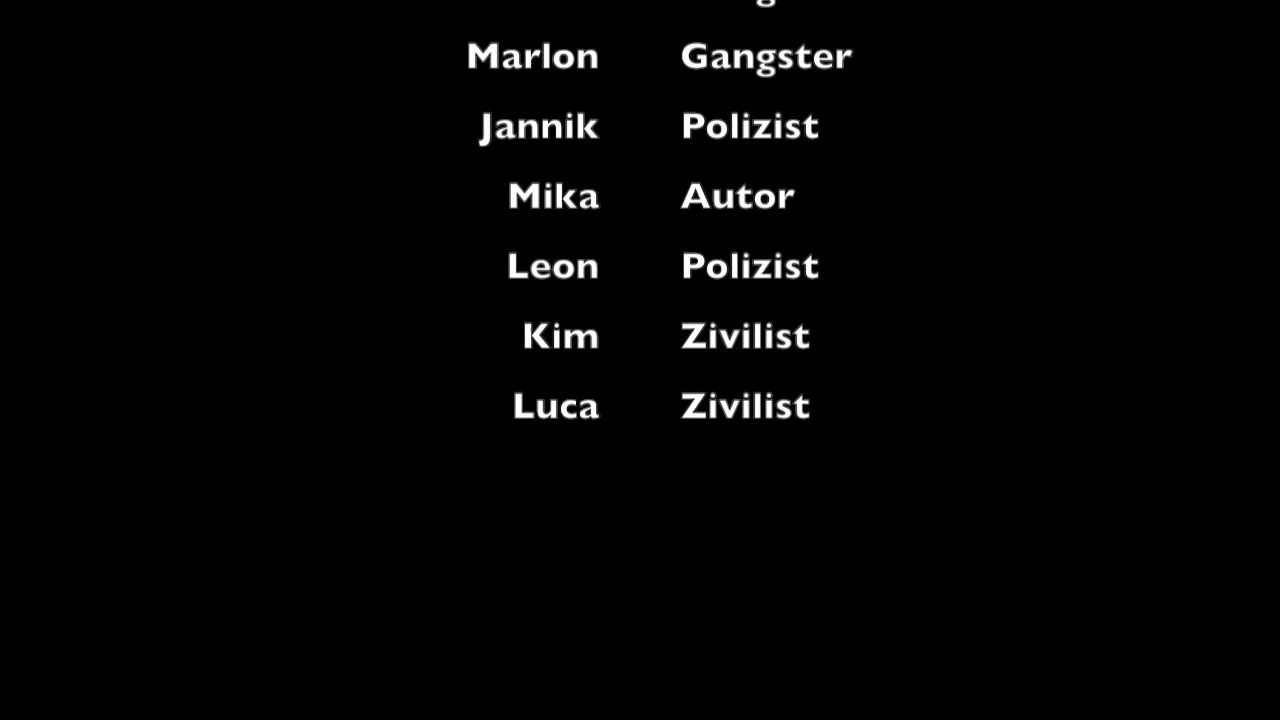 Marlon Gangster
Jannik Polizist
Mika Autor
Leon Polizist
Kim Zivilist
Luca Zivilist